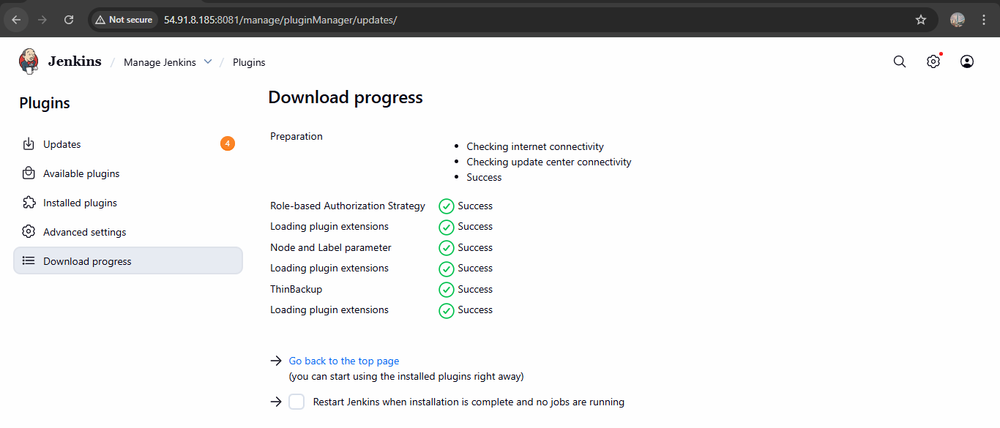 Not secure 54.91.8.185:8081/manage/pluginManager/updates/
Jenkins / Manage Jenkins / Plugins
Plugins
Updates 4
Available plugins
Installed plugins
Advanced settings
Download progress
Download progress
Preparation
Checking internet connectivity
Checking update center connectivity
Success
Role-based Authorization Strategy Success
Loading plugin extensions Success
Node and Label parameter Success
Loading plugin extensions Success
ThinBackup Success
Loading plugin extensions Success
Go back to the top page
(you can start using the installed plugins right away)
Restart Jenkins when installation is complete and no jobs are running